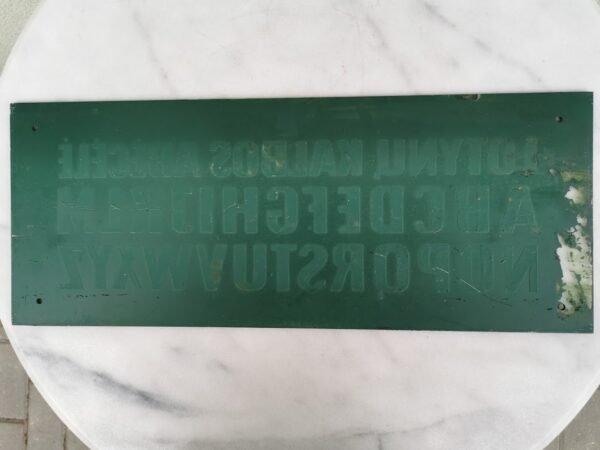 LOTYNŲ KALBOS ABĖCĖLĖ
ABCDEFGHIJKLM
NOPQRSTUVWXYZ